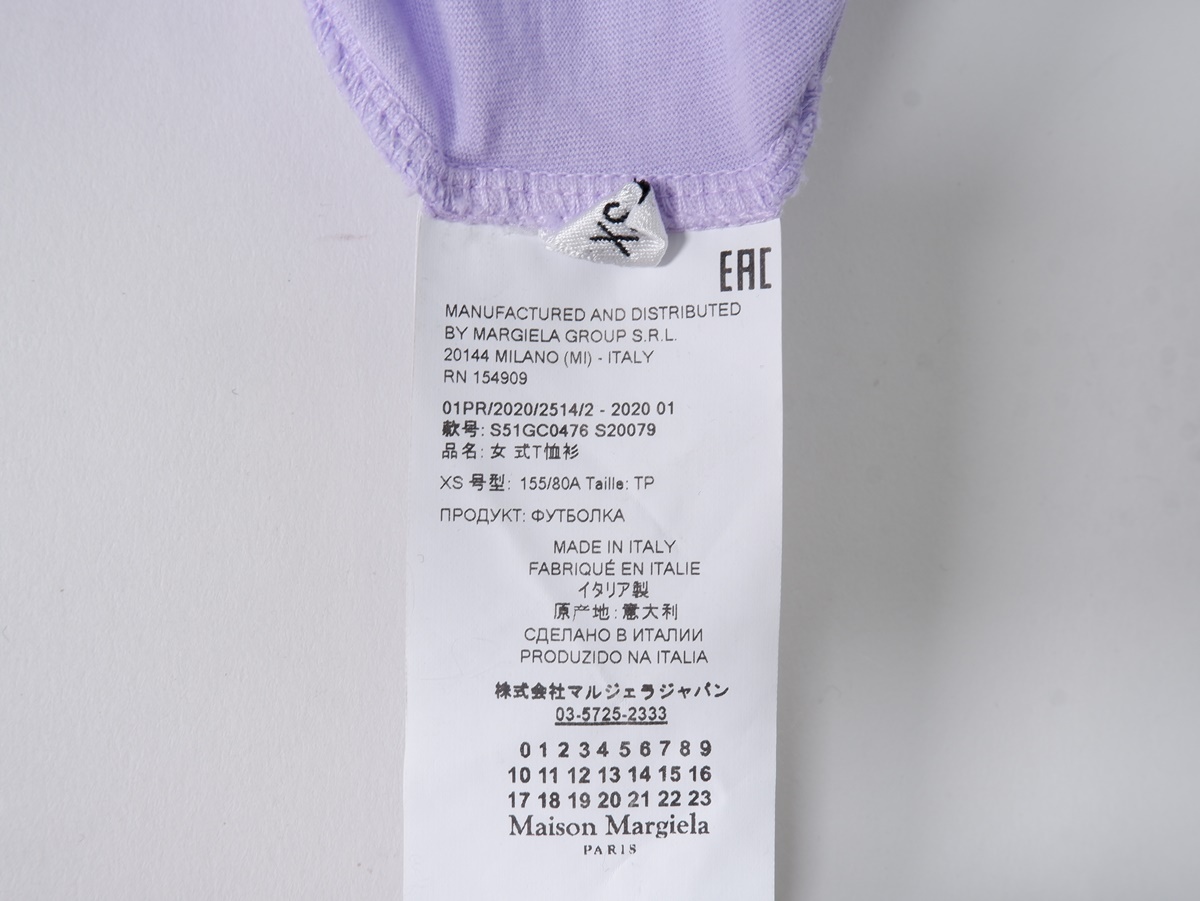 XS
EAC
MANUFACTURED AND DISTRIBUTED
BY MARGIELA GROUP S.R.L.
20144 MILANO (MI) - ITALY
RN 154909
01PR/2020/2514/2 - 2020 01
款号: S51GC0476 S20079
品名: 女 式T恤衫
XS 号型: 155/80A Taille: TP
ПРОДУКТ: ФУТБОЛКА
MADE IN ITALY
FABRIQUÉ EN ITALIE
イタリア製
原产地: 意大利
СДЕЛАНО В ИТАЛИИ
PRODUZIDO NA ITALIA
株式会社マルジェラジャパン
03-5725-2333
0 1 2 3 4 5 6 7 8 9
10 11 12 13 14 15 16
17 18 19 20 21 22 23
Maison Margiela
PARIS